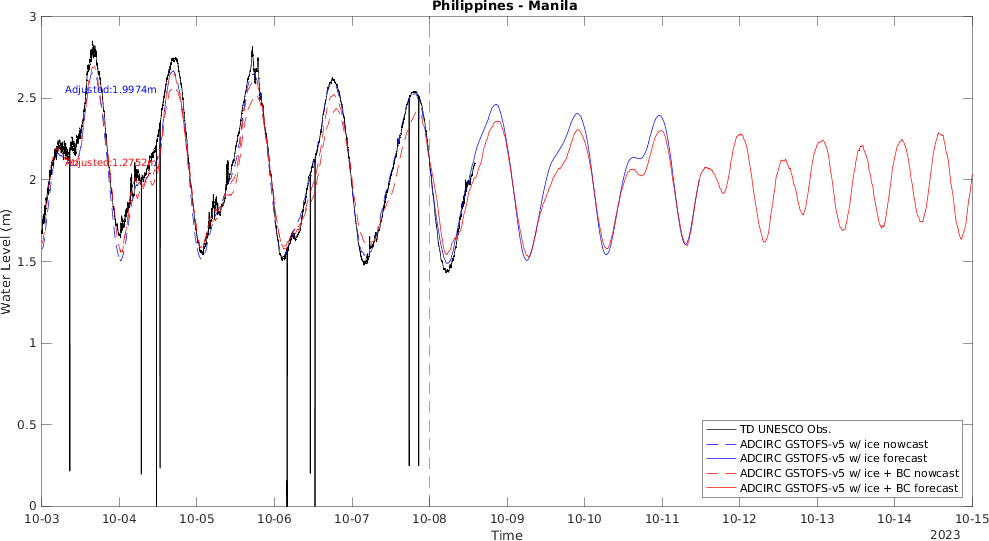 Philippines - Manila
3
2.5
2
1.5
1
0.5
0
Water Level (m)
Adjusted:1.9974m
Adjusted:1.2752m
TD UNESCO Obs.
ADCIRC GSTOFS-v5 w/ ice nowcast
ADCIRC GSTOFS-v5 w/ ice forecast
ADCIRC GSTOFS-v5 w/ ice + BC nowcast
ADCIRC GSTOFS-v5 w/ ice + BC forecast
10-03 10-04 10-05 10-06 10-07 10-08 10-09 10-10 10-11 10-12 10-13 10-14 10-15
Time
2023